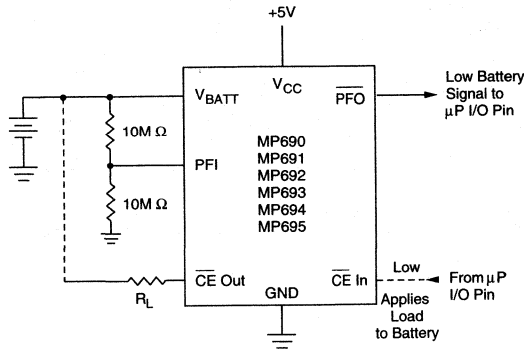 +5V
VBATT
VCC
PFO
Low Battery
Signal to
μP I/O Pin
10M Ω
PFI
10M Ω
MP690
MP691
MP692
MP693
MP694
MP695
CE Out
RL
GND
CE In
Low
Applies
Load
to Battery
From μP
I/O Pin